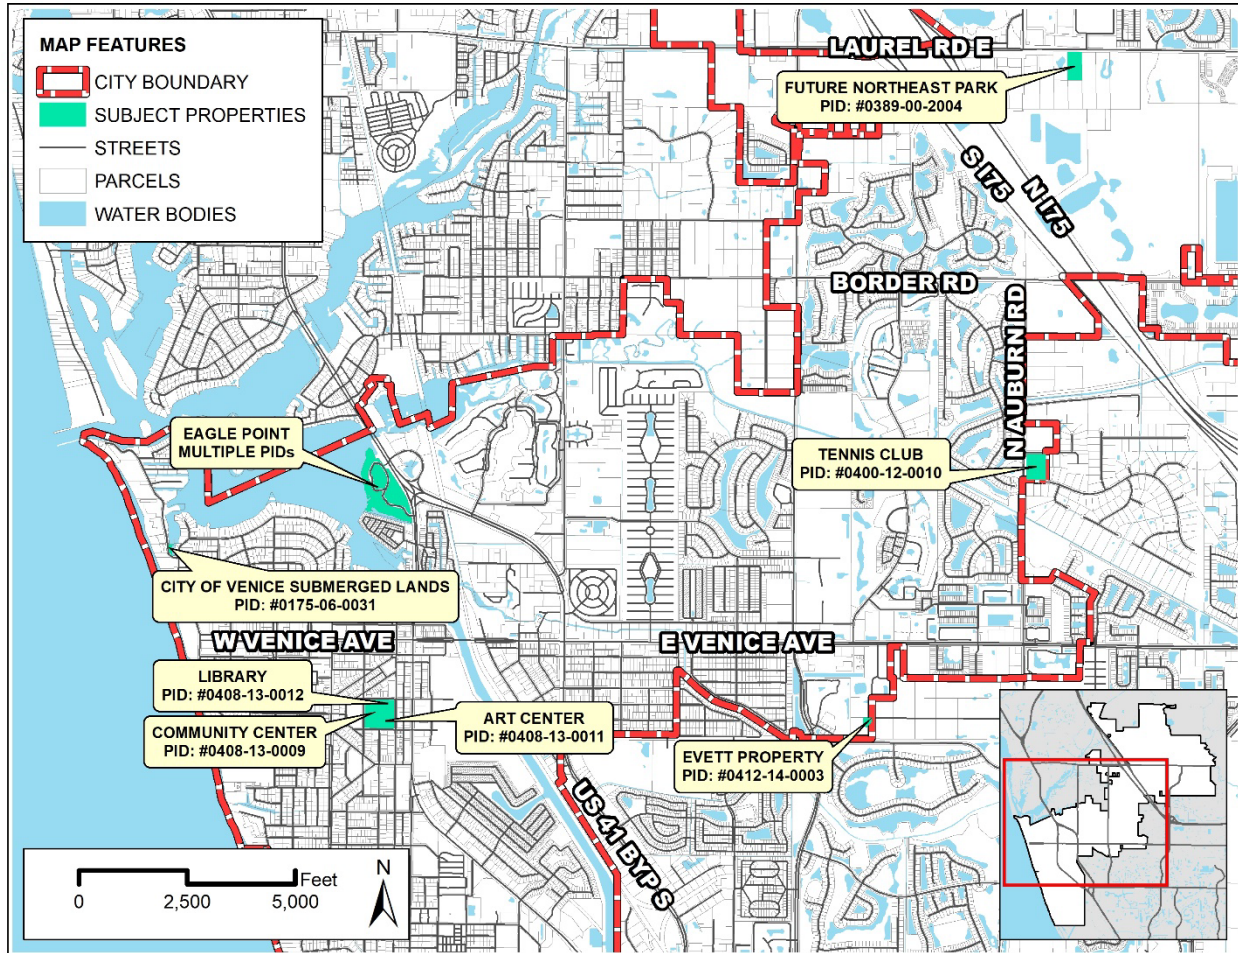 MAP FEATURES
CITY BOUNDARY
SUBJECT PROPERTIES
STREETS
PARCELS
WATER BODIES
LAUREL RD E
FUTURE NORTHEAST PARK
PID: #0389-00-2004
S I75
N I75
BORDER RD
N AUBURN RD
EAGLE POINT
MULTIPLE PIDs
TENNIS CLUB
PID: #0400-12-0010
CITY OF VENICE SUBMERGED LANDS
PID: #0175-06-0031
W VENICE AVE
E VENICE AVE
LIBRARY
PID: #0408-13-0012
COMMUNITY CENTER
PID: #0408-13-0009
ART CENTER
PID: #0408-13-0011
EVETT PROPERTY
PID: #0412-14-0003
US 41 BYP S
Feet
0 2,500 5,000
N